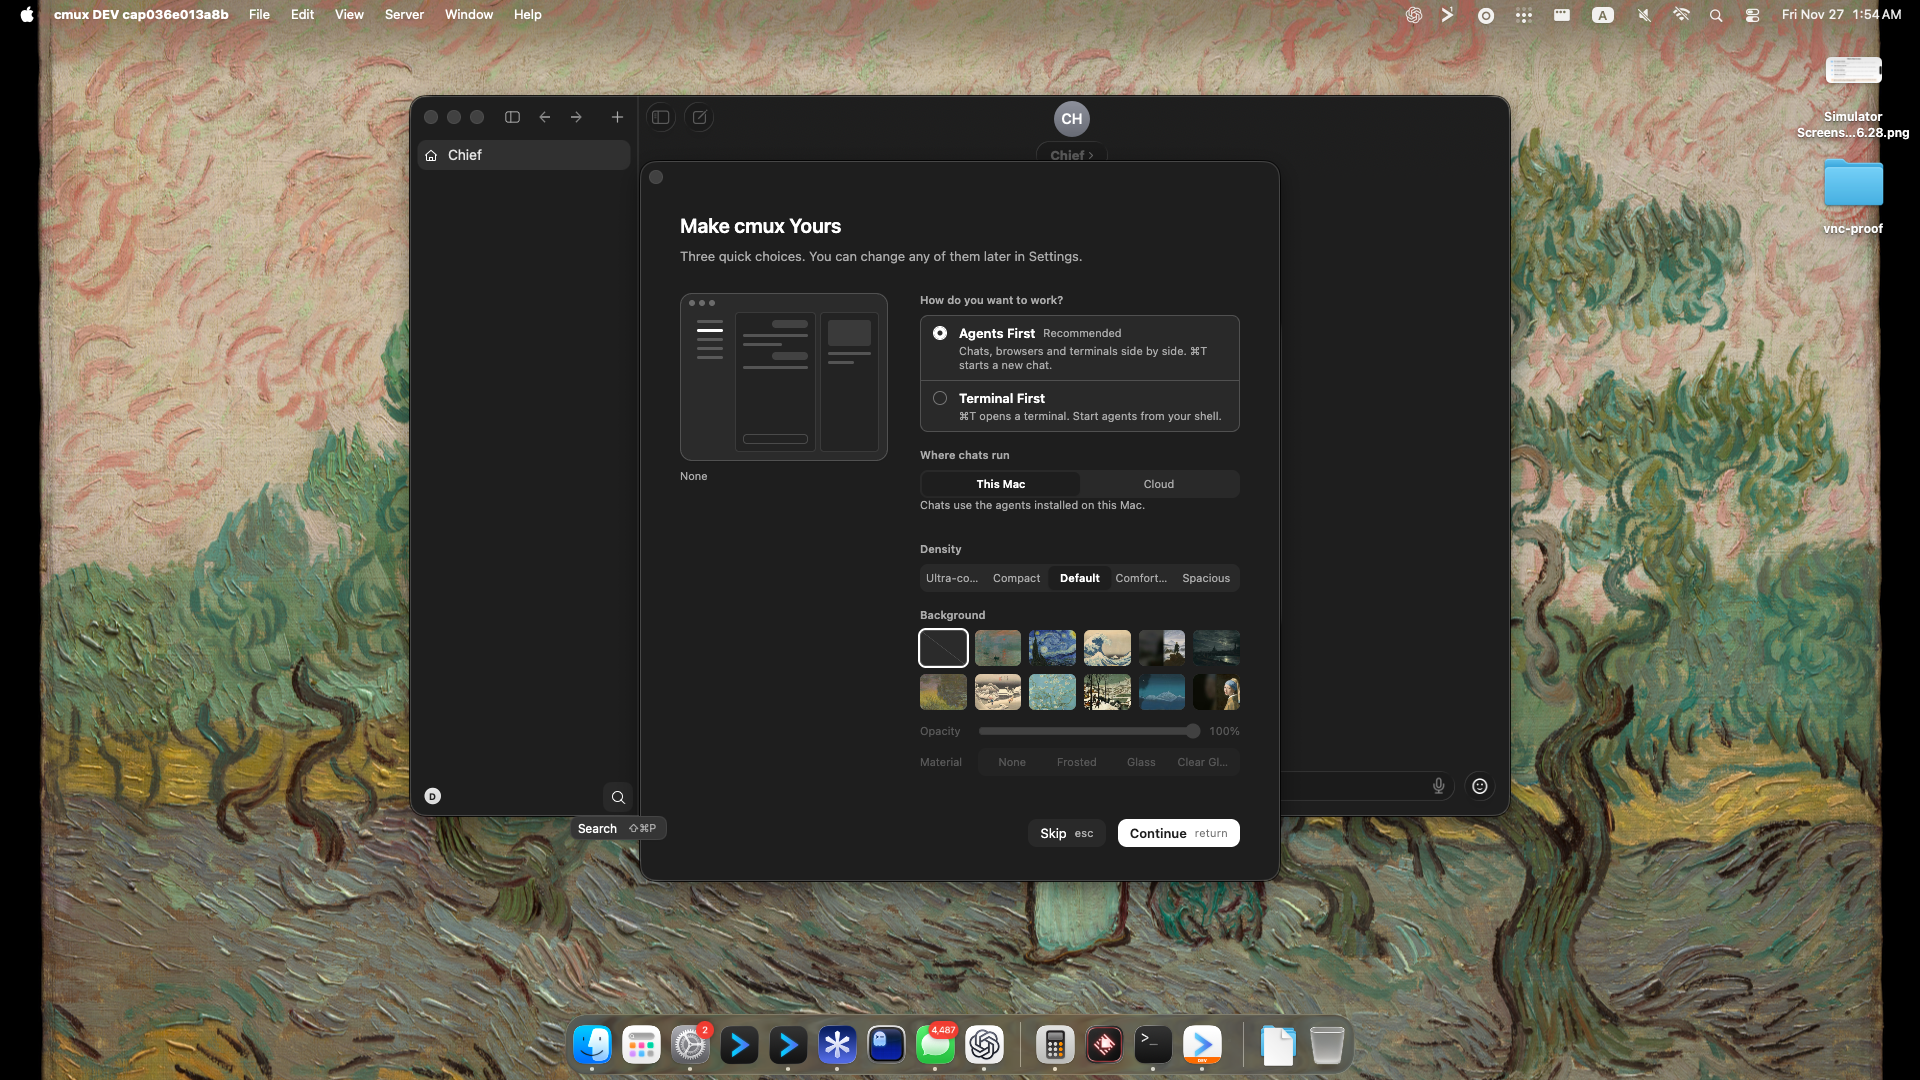 cmux DEV cap036e013a8b File Edit View Server Window Help
A
Fri Nov 27 1:54 AM
Simulator
Screens...6.28.png
vnc-proof
Chief
CH
Chief ›
Make cmux Yours
Three quick choices. You can change any of them later in Settings.
None
How do you want to work?
Agents First Recommended
Chats, browsers and terminals side by side. ⌘T
starts a new chat.
Terminal First
⌘T opens a terminal. Start agents from your shell.
Where chats run
This Mac Cloud
Chats use the agents installed on this Mac.
Density
Ultra-co... Compact Default Comfort... Spacious
Background
Opacity 100%
Material None Frosted Glass Clear Gl...
Skip esc Continue return
D
Search ⇧⌘P
2
4,487
>_
DEV